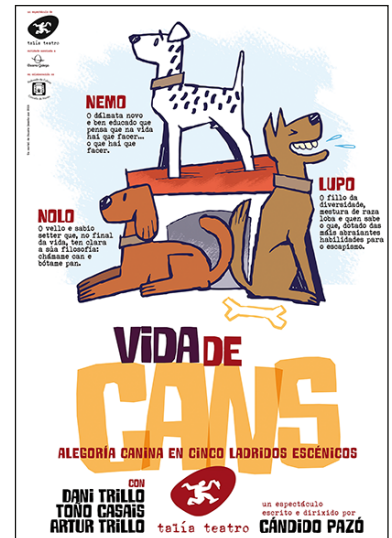 talía teatro
NEMO
O dálmata novo
e ben educado que
pensa que na vida
hai que facer...
o que hai que
facer.
LUPO
O fillo da
diversidade,
mestura de raza
loba e quen sabe
o que, dotado das
máis abraiantes
habilidades para
o escapismo.
NOLO
O vello e sabio
setter que, no final
da vida, ten clara
a súa filosofía:
chámame can e
bótame pan.
VIDA DE
CANS
ALEGORÍA CANINA EN CINCO LADRIDOS ESCÉNICOS
CON
DANI TRILLO
TOÑO CASAIS
ARTUR TRILLO
talía teatro
un espectáculo
escrito e dirixido por
CÁNDIDO PAZÓ